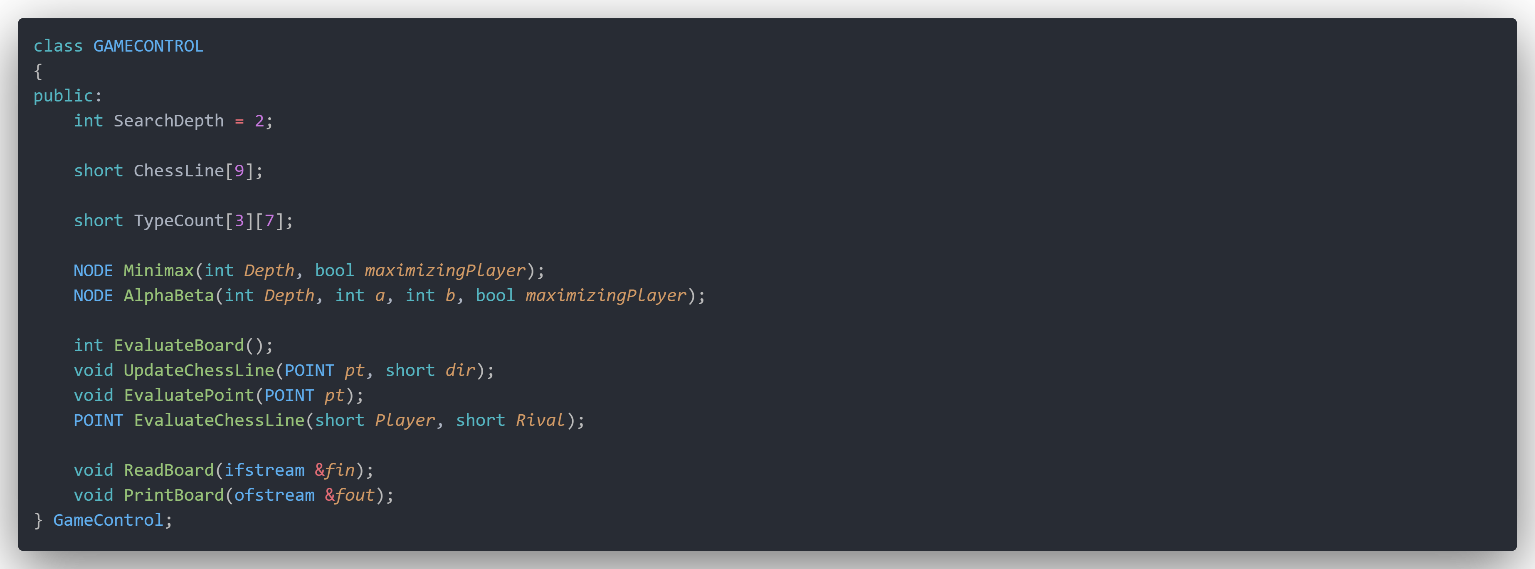 class GAMECONTROL
{
public:
    int SearchDepth = 2;

    short ChessLine[9];

    short TypeCount[3][7];

    NODE Minimax(int Depth, bool maximizingPlayer);
    NODE AlphaBeta(int Depth, int a, int b, bool maximizingPlayer);

    int EvaluateBoard();
    void UpdateChessLine(POINT pt, short dir);
    void EvaluatePoint(POINT pt);
    POINT EvaluateChessLine(short Player, short Rival);

    void ReadBoard(ifstream &fin);
    void PrintBoard(ofstream &fout);
} GameControl;